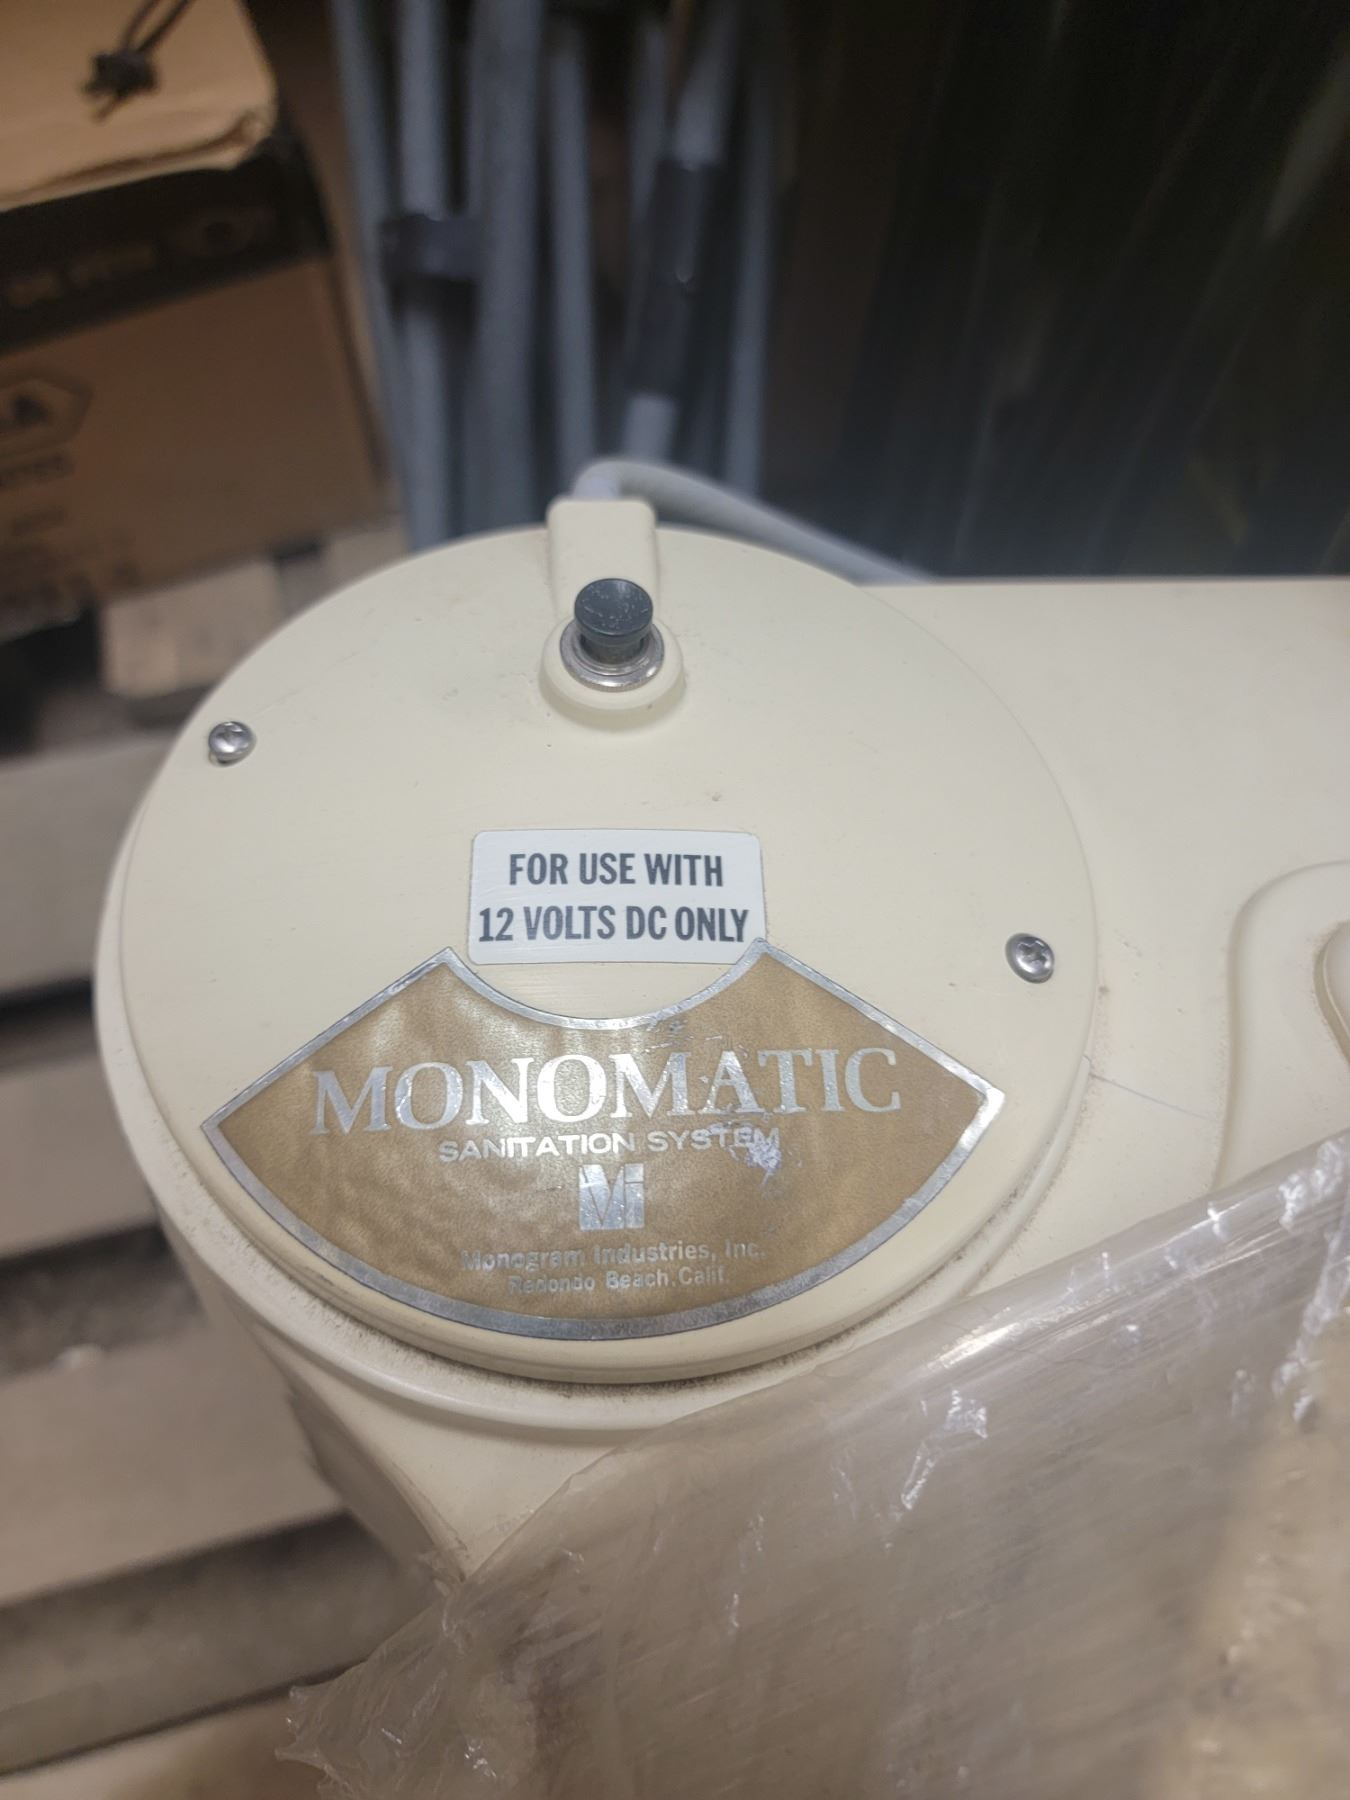 FOR USE WITH
12 VOLTS DC ONLY
MONOMATIC
SANITATION SYSTEM
Mi
Monogram Industries, Inc.
Redondo Beach, Calif.